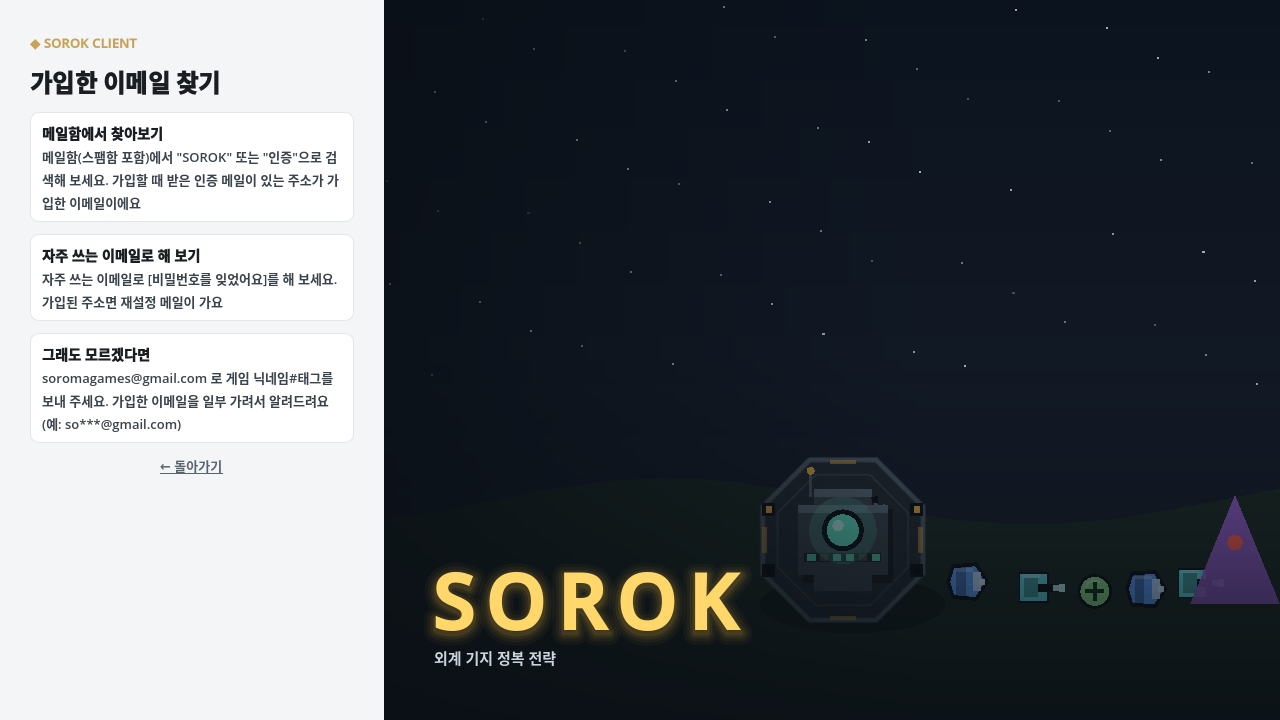 ◆ SOROK CLIENT
가입한 이메일 찾기
메일함에서 찾아보기
메일함(스팸함 포함)에서 "SOROK" 또는 "인증"으로 검
색해 보세요. 가입할 때 받은 인증 메일이 있는 주소가 가
입한 이메일이에요
자주 쓰는 이메일로 해 보기
자주 쓰는 이메일로 [비밀번호를 잊었어요]를 해 보세요.
가입된 주소면 재설정 메일이 가요
그래도 모르겠다면
soromagames@gmail.com 로 게임 닉네임#태그를
보내 주세요. 가입한 이메일을 일부 가려서 알려드려요
(예: so***@gmail.com)
← 돌아가기
SOROK
외계 기지 정복 전략